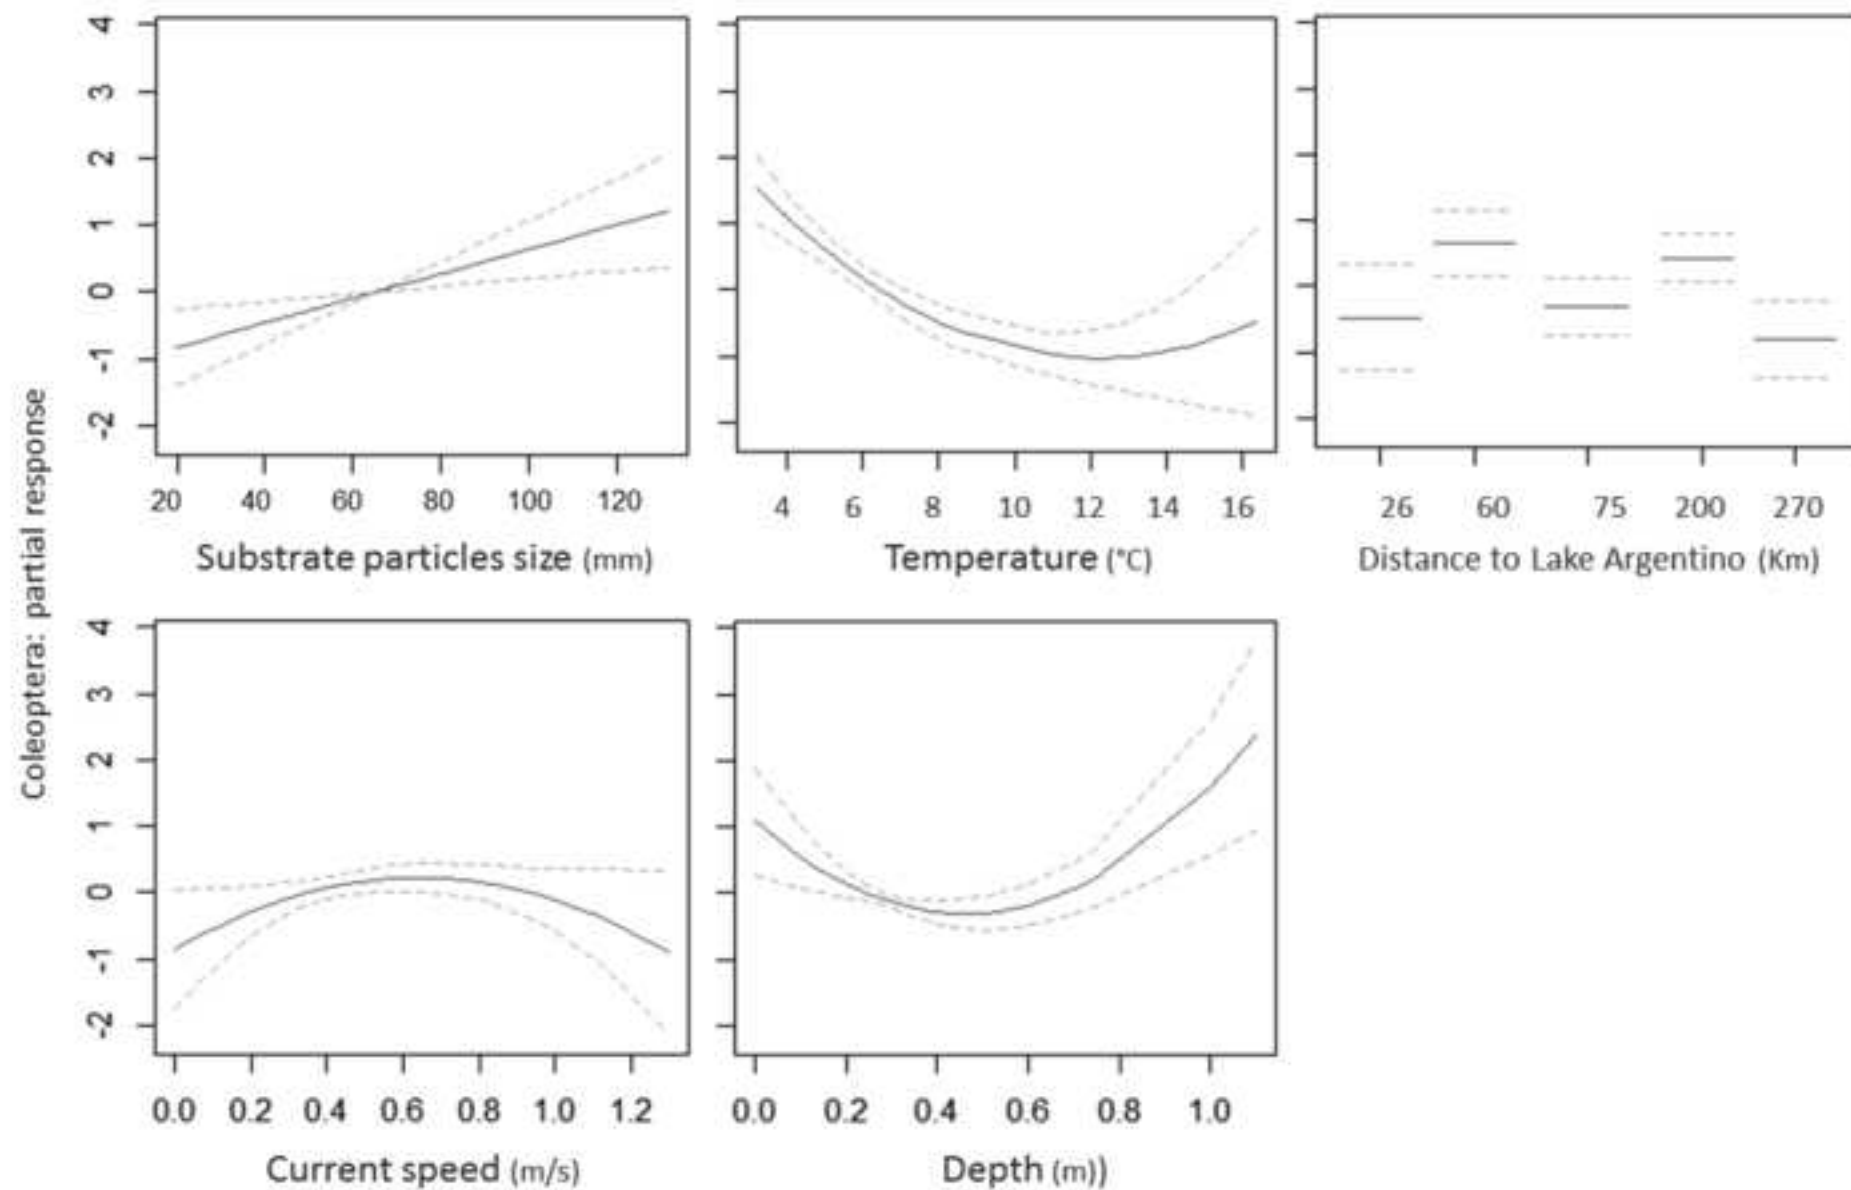 Coleoptera: partial response
4
3
2
1
0
-1
-2
20 40 60 80 100 120
Substrate particles size (mm)
4 6 8 10 12 14 16
Temperature (°C)
26 60 75 200 270
Distance to Lake Argentino (Km)
4
3
2
1
0
-1
-2
0.0 0.2 0.4 0.6 0.8 1.0 1.2
Current speed (m/s)
0.0 0.2 0.4 0.6 0.8 1.0
Depth (m))